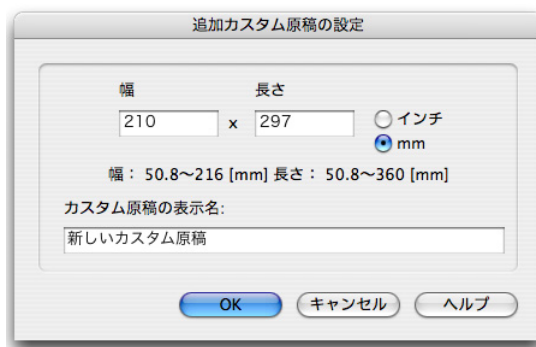 追加カスタム原稿の設定
幅 長さ
210 x 297 インチ
mm
幅： 50.8〜216 [mm] 長さ： 50.8〜360 [mm]
カスタム原稿の表示名:
新しいカスタム原稿
OK キャンセル ヘルプ